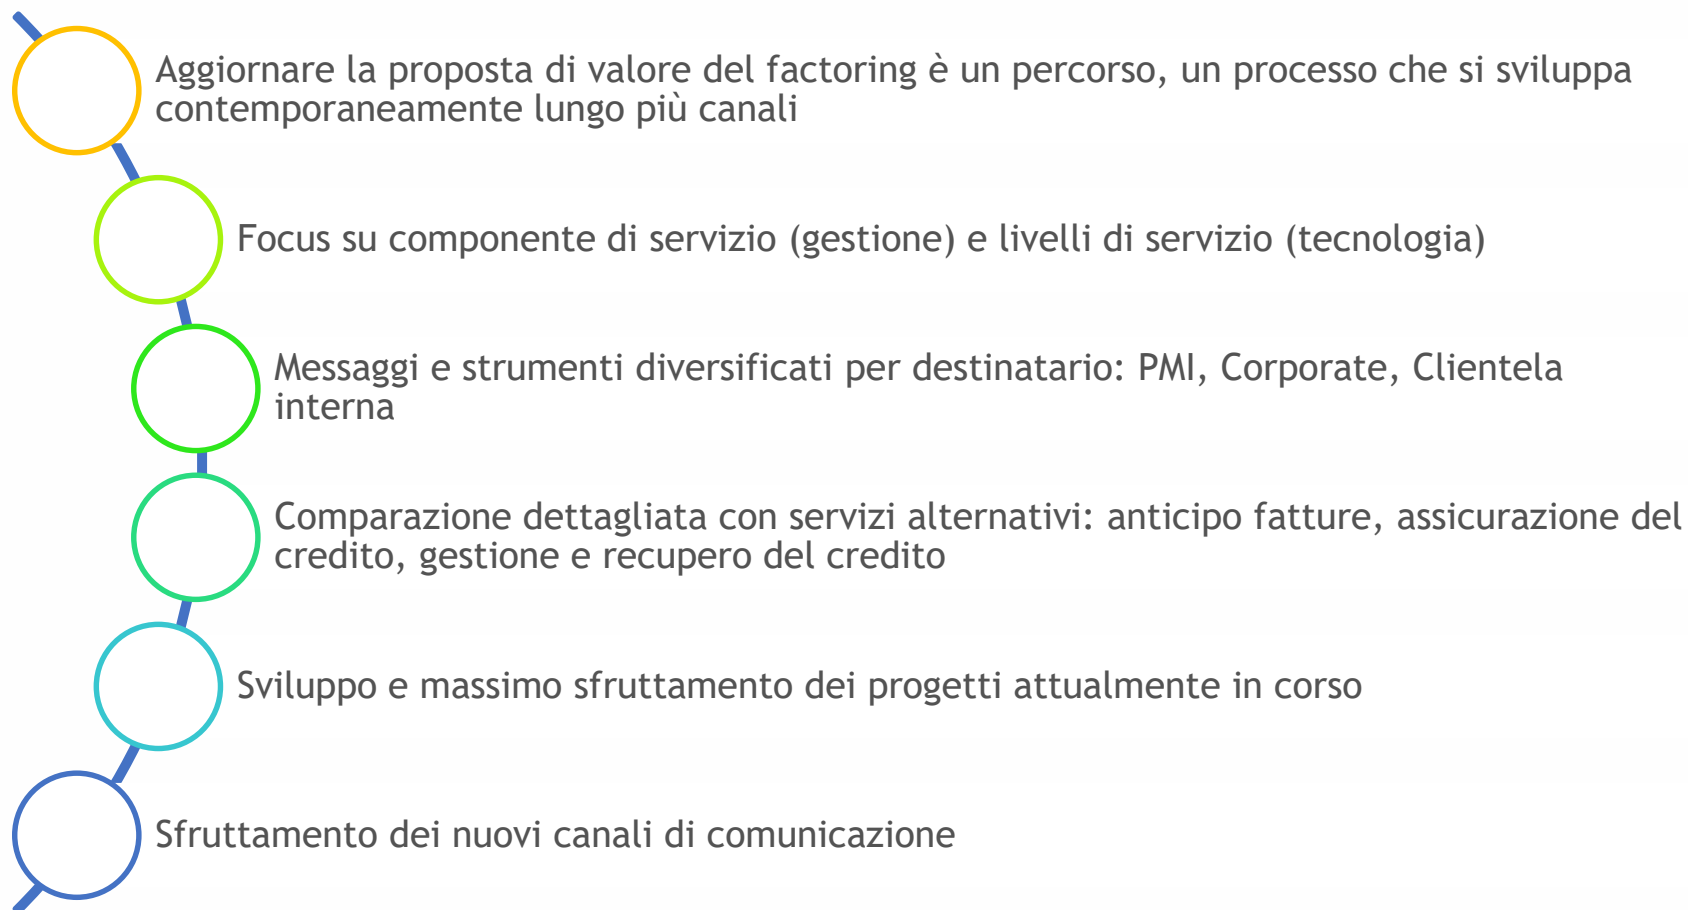 Aggiornare la proposta di valore del factoring è un percorso, un processo che si sviluppa
contemporaneamente lungo più canali
Focus su componente di servizio (gestione) e livelli di servizio (tecnologia)
Messaggi e strumenti diversificati per destinatario: PMI, Corporate, Clientela
interna
Comparazione dettagliata con servizi alternativi: anticipo fatture, assicurazione del
credito, gestione e recupero del credito
Sviluppo e massimo sfruttamento dei progetti attualmente in corso
Sfruttamento dei nuovi canali di comunicazione